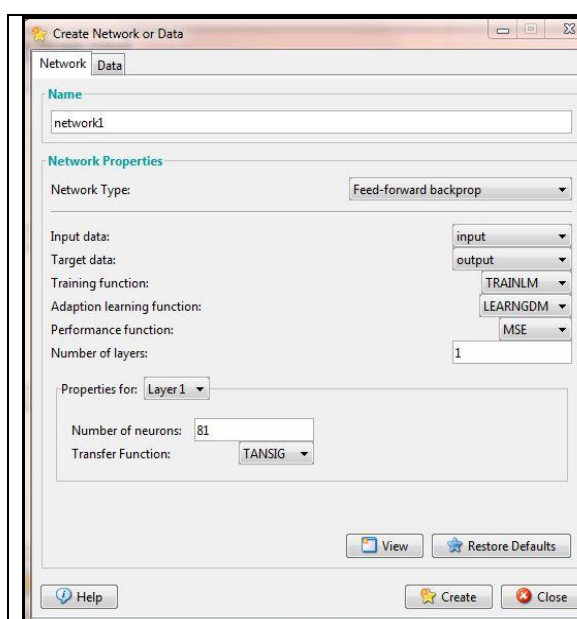 Create Network or Data
Network Data
Name
network1
Network Properties
Network Type: Feed-forward backprop
Input data: input
Target data: output
Training function: TRAINLM
Adaption learning function: LEARNGDM
Performance function: MSE
Number of layers: 1
Properties for: Layer 1
Number of neurons: 81
Transfer Function: TANSIG
View Restore Defaults
Help Create Close